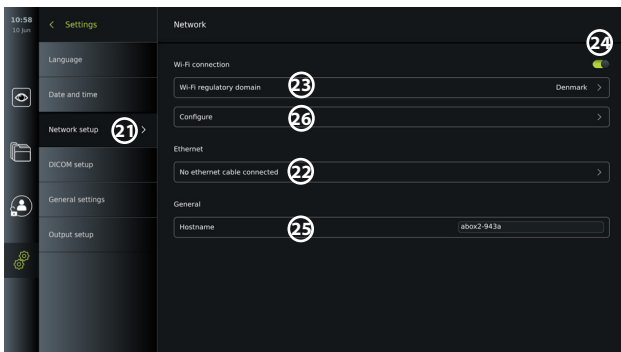 10:58
10 Jun
Settings
Network
24
Language
Wi-Fi connection
Wi-Fi regulatory domain 23 Denmark
Date and time
Configure 26
Network setup 21
Ethernet
DICOM setup
No ethernet cable connected 22
General settings
General
Hostname 25 abox2-943a
Output setup